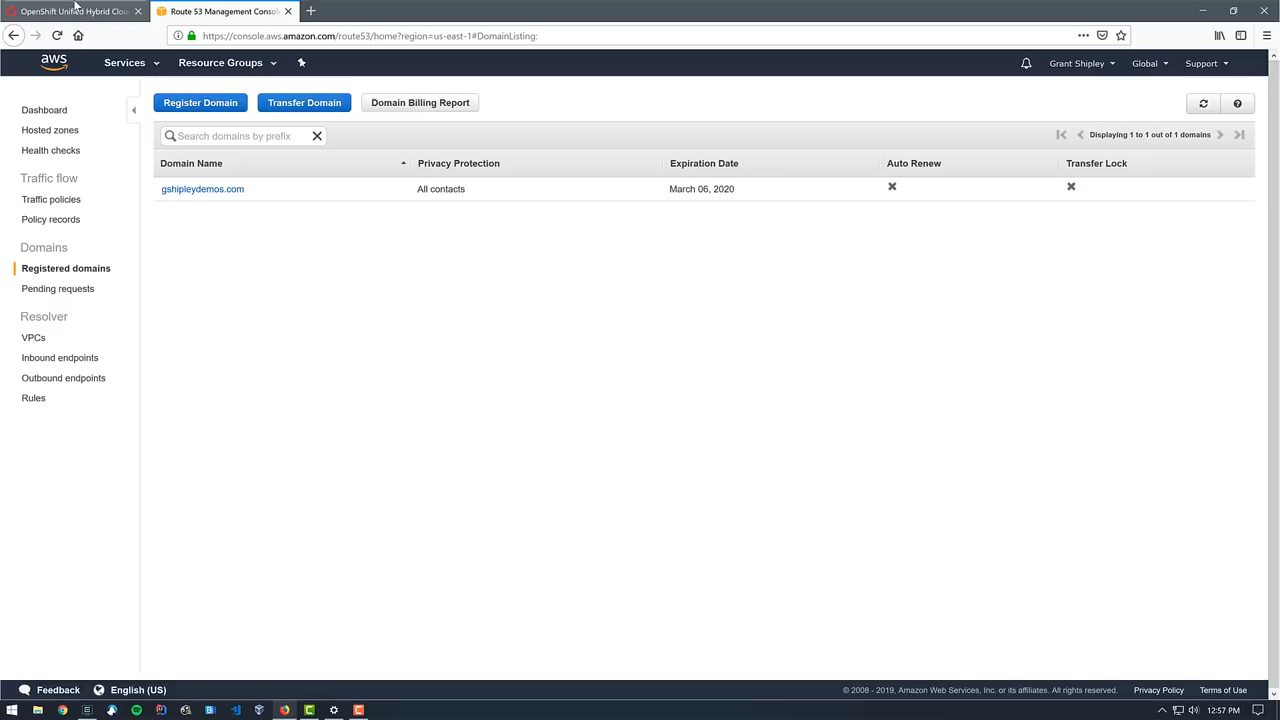 OpenShift Unified Hybrid Clou
Route 53 Management Consol
https://console.aws.amazon.com/route53/home?region=us-east-1#DomainListing:
aws
Services
Resource Groups
Grant Shipley
Global
Support
Dashboard
Hosted zones
Health checks
Traffic flow
Traffic policies
Policy records
Domains
Registered domains
Pending requests
Resolver
VPCs
Inbound endpoints
Outbound endpoints
Rules
Register Domain
Transfer Domain
Domain Billing Report
Search domains by prefix
Displaying 1 to 1 out of 1 domains
Domain Name
Privacy Protection
Expiration Date
Auto Renew
Transfer Lock
gshipleydemos.com
All contacts
March 06, 2020
Feedback
English (US)
© 2008 - 2019, Amazon Web Services, Inc. or its affiliates. All rights reserved.
Privacy Policy
Terms of Use
12:57 PM